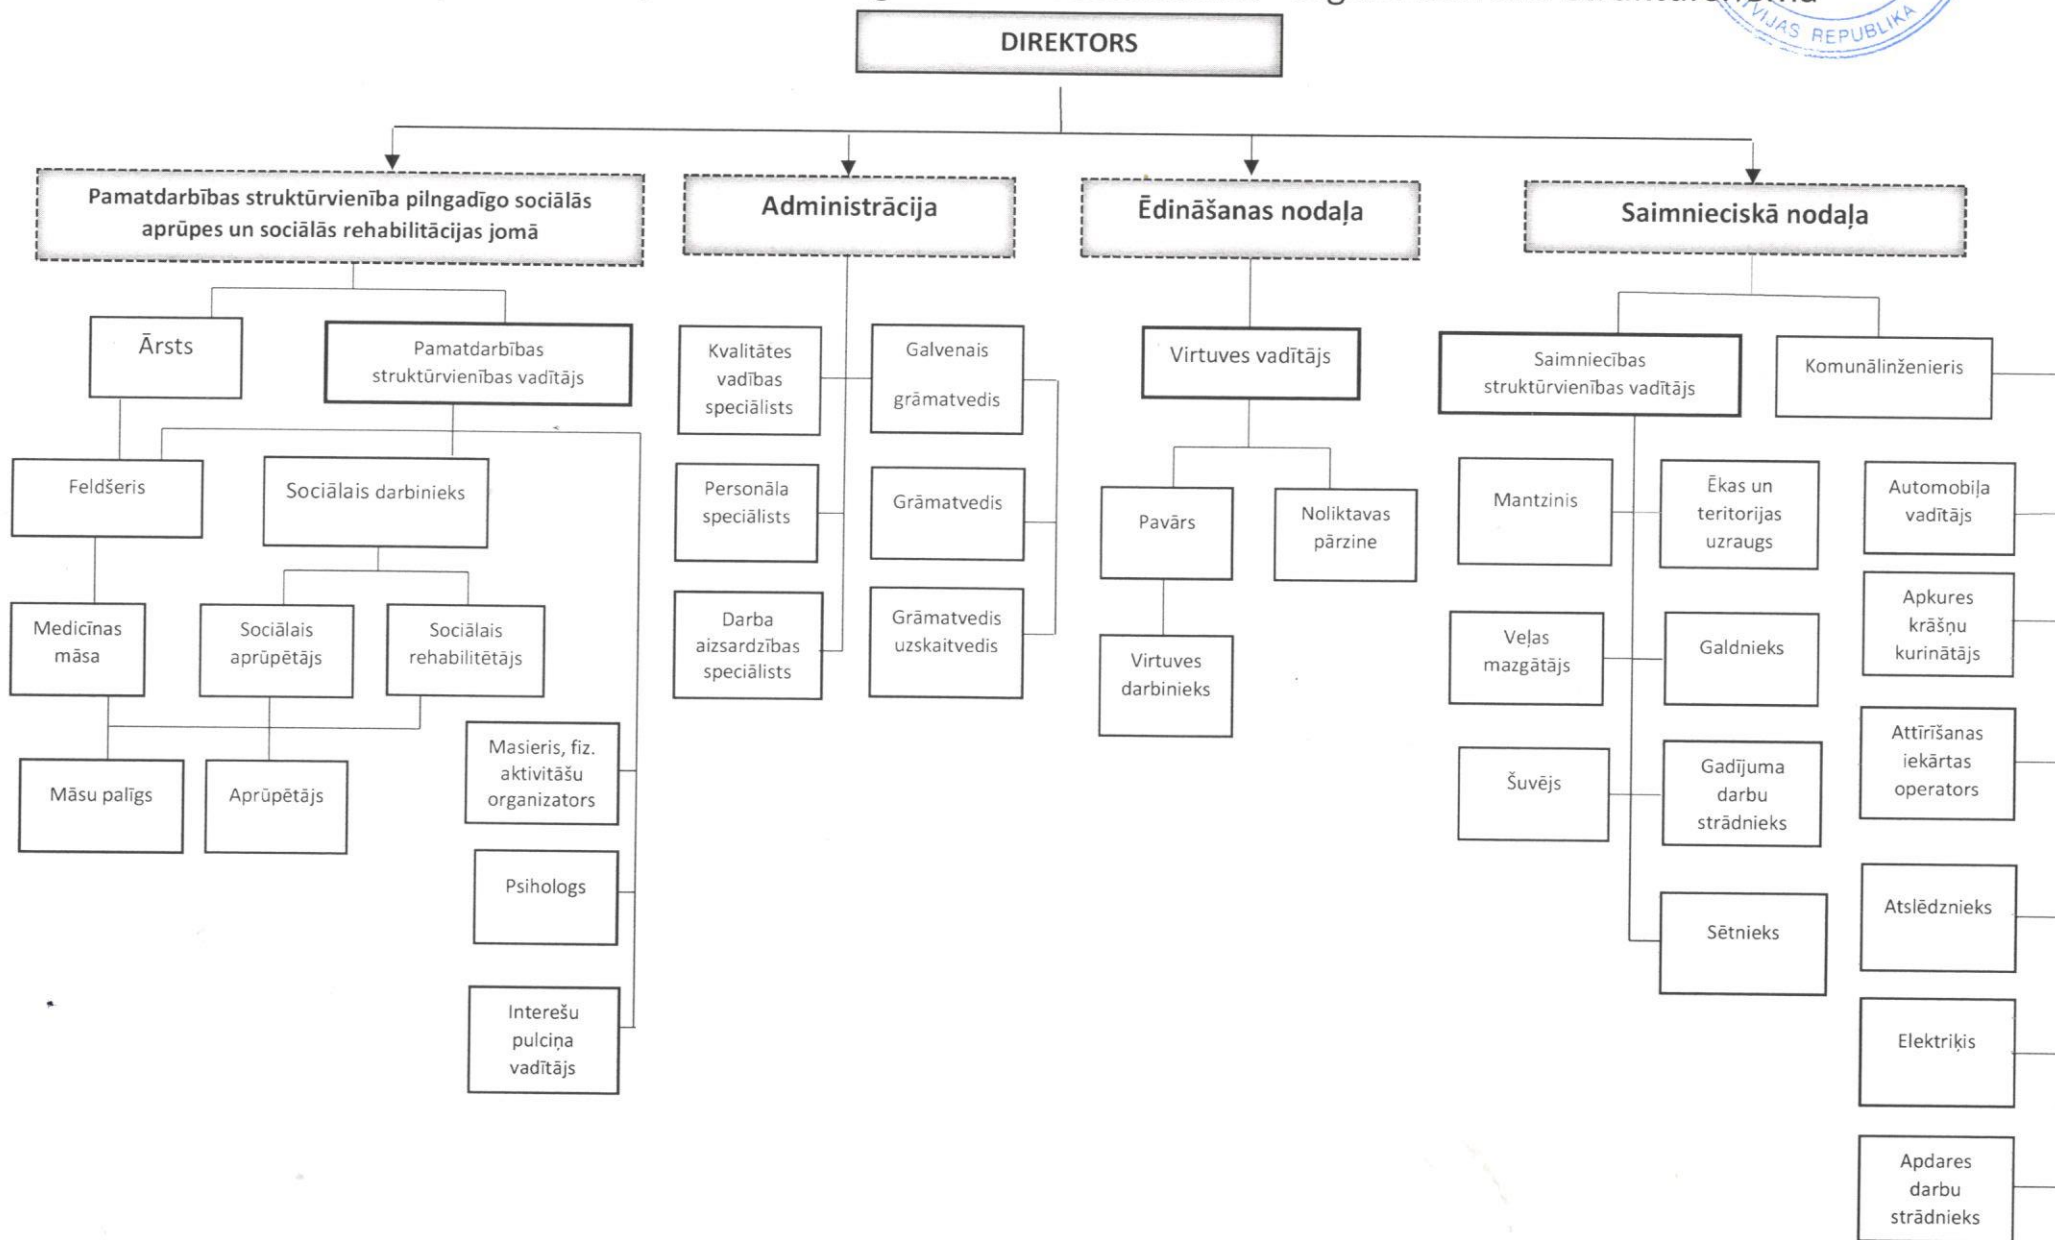 DIREKTORS
VIJAS REPUBLIKA
Pamatdarbības struktūrvienība pilngadīgo sociālās
aprūpes un sociālās rehabilitācijas jomā
Administrācija
Ēdināšanas nodaļa
Saimnieciskā nodaļa
Ārsts
Pamatdarbības
struktūrvienības vadītājs
Feldšeris
Sociālais darbinieks
Medicīnas
māsa
Sociālais
aprūpētājs
Sociālais
rehabilitētājs
Māsu palīgs
Aprūpētājs
Masieris, fiz.
aktivitāšu
organizators
Psihologs
Interešu
pulciņa
vadītājs
Kvalitātes
vadības
speciālists
Galvenais
grāmatvedis
Personāla
speciālists
Grāmatvedis
Darba
aizsardzības
speciālists
Grāmatvedis
uzskaitvedis
Virtuves vadītājs
Pavārs
Noliktavas
pārzine
Virtuves
darbinieks
Saimniecības
struktūrvienības vadītājs
Komunālinženieris
Mantzinis
Ēkas un
teritorijas
uzraugs
Veļas
mazgātājs
Galdnieks
Šuvējs
Gadījuma
darbu
strādnieks
Sētnieks
Automobiļa
vadītājs
Apkures
krāšņu
kurinātājs
Attīrīšanas
iekārtas
operators
Atslēdznieks
Elektriķis
Apdares
darbu
strādnieks